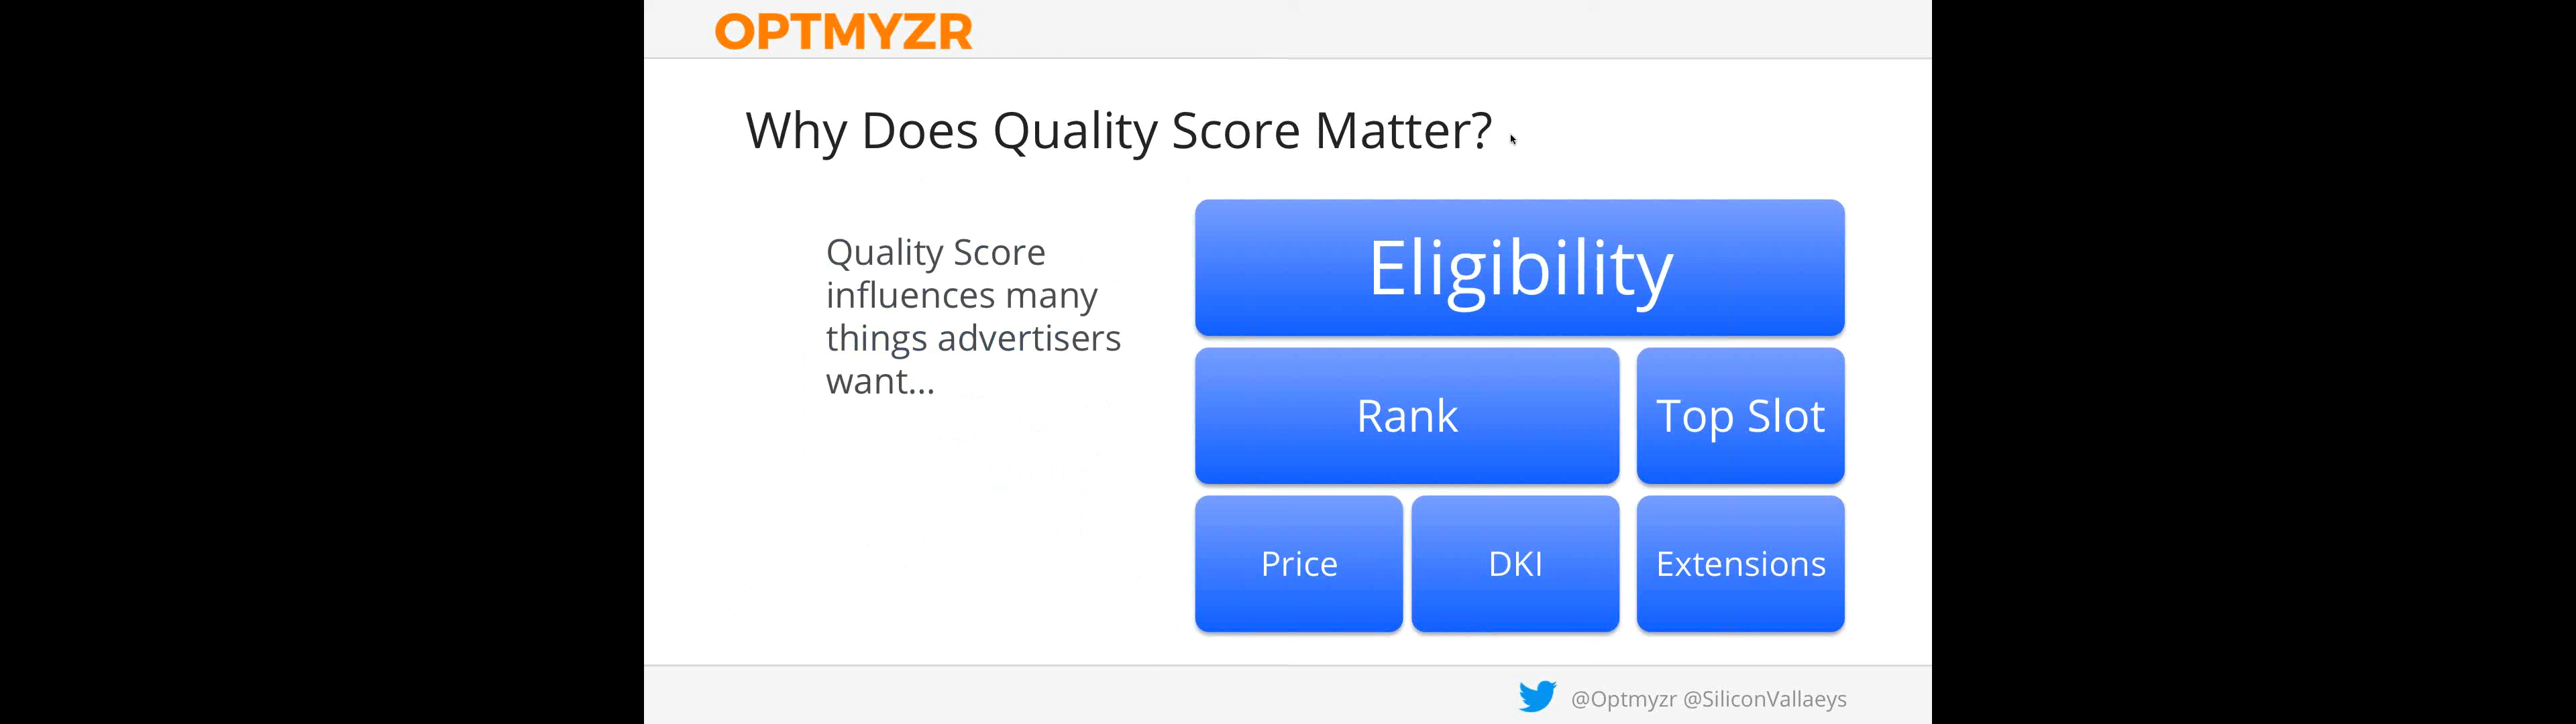 OPTMYZR
Why Does Quality Score Matter?
Quality Score
influences many
things advertisers
want...
Eligibility
Rank
Top Slot
Price
DKI
Extensions
@Optmyzr @SiliconVallaeys